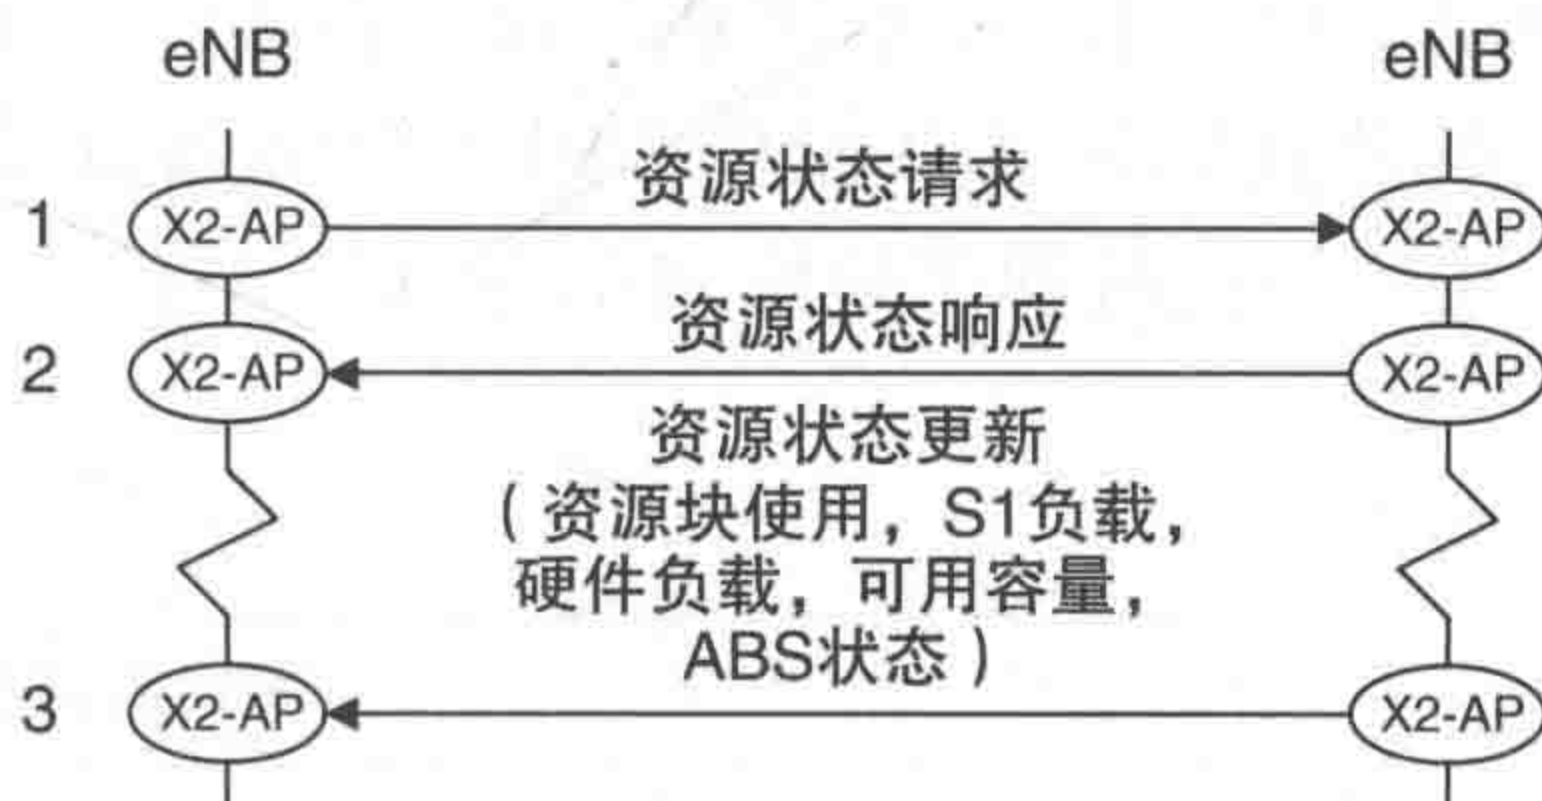 eNB eNB
资源状态请求
1 X2-AP X2-AP
资源状态响应
2 X2-AP X2-AP
资源状态更新
（资源块使用，S1负载，
硬件负载，可用容量，
ABS状态）
3 X2-AP X2-AP